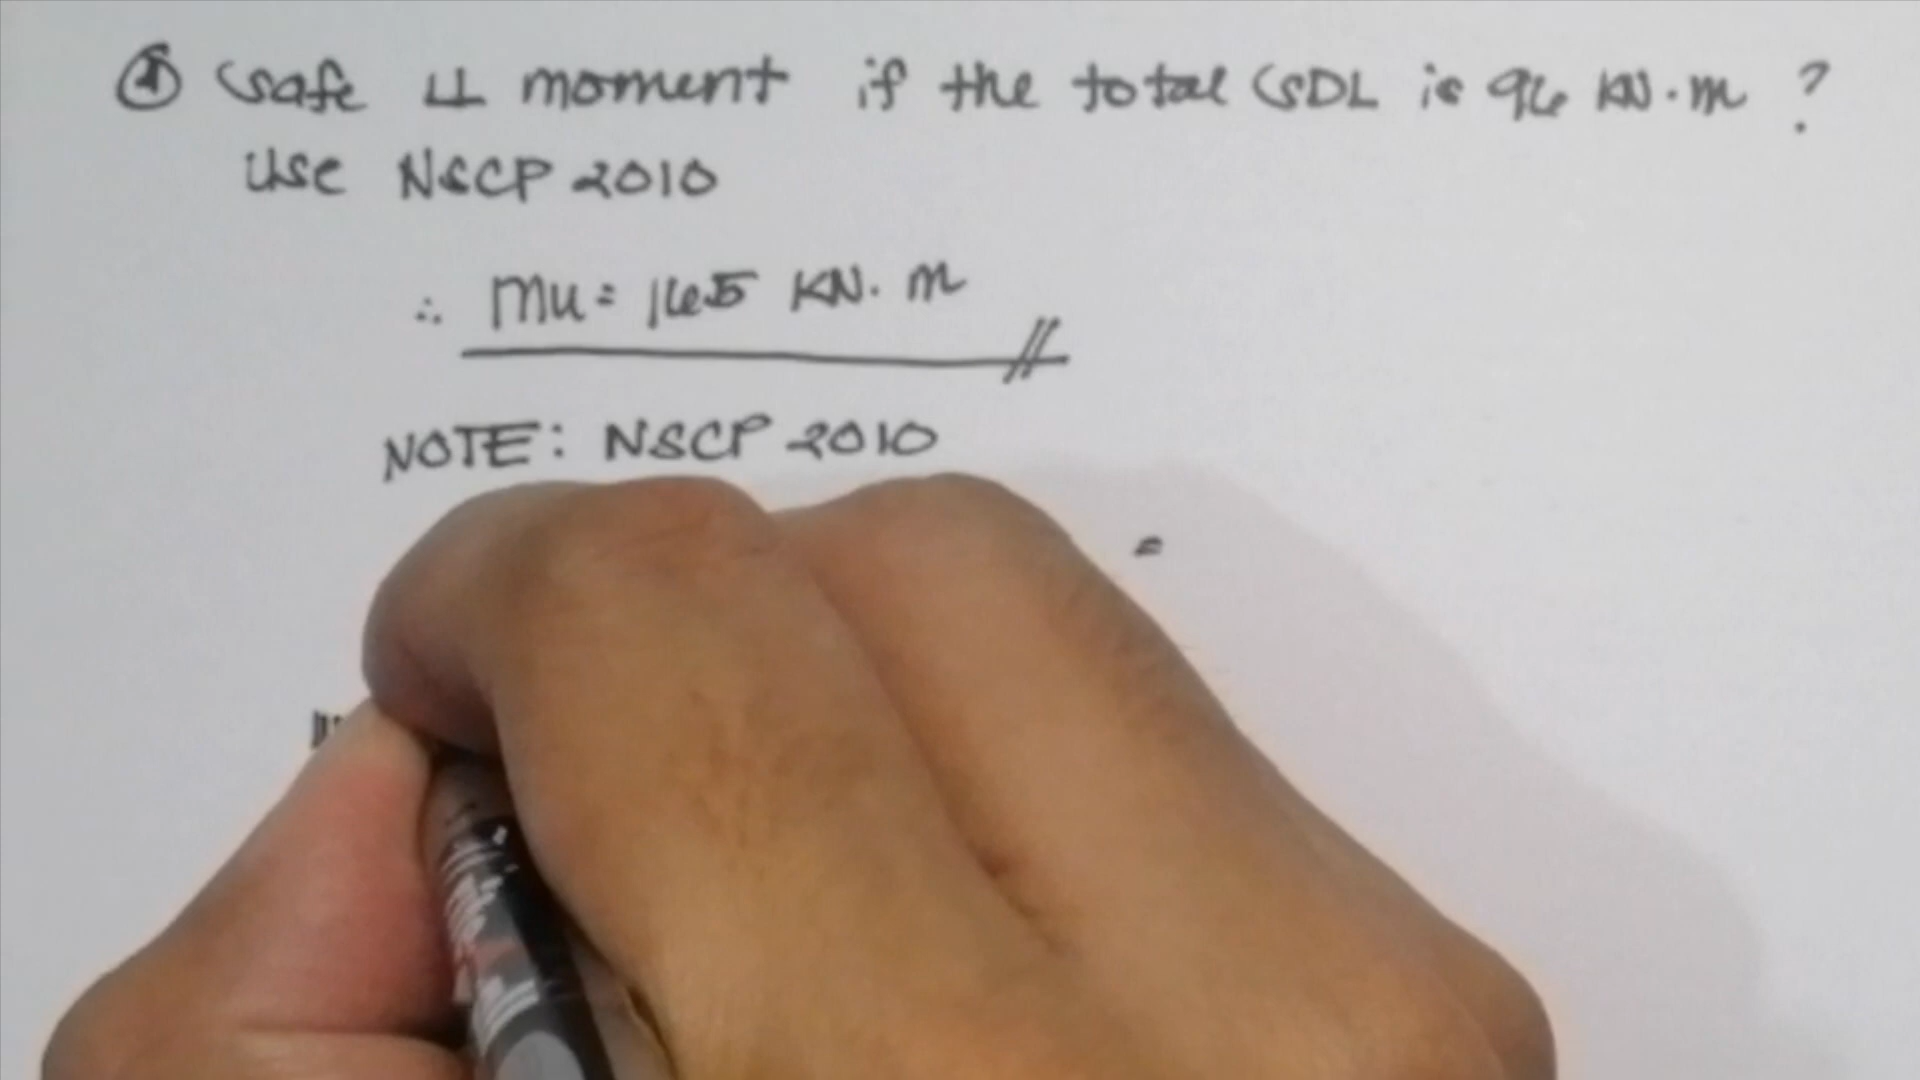 ④ Safe LL moment if the total SDL is 96 KN.m ?
Use NSCP 2010
∴ Mu = 165 KN.m
NOTE: NSCP 2010
=